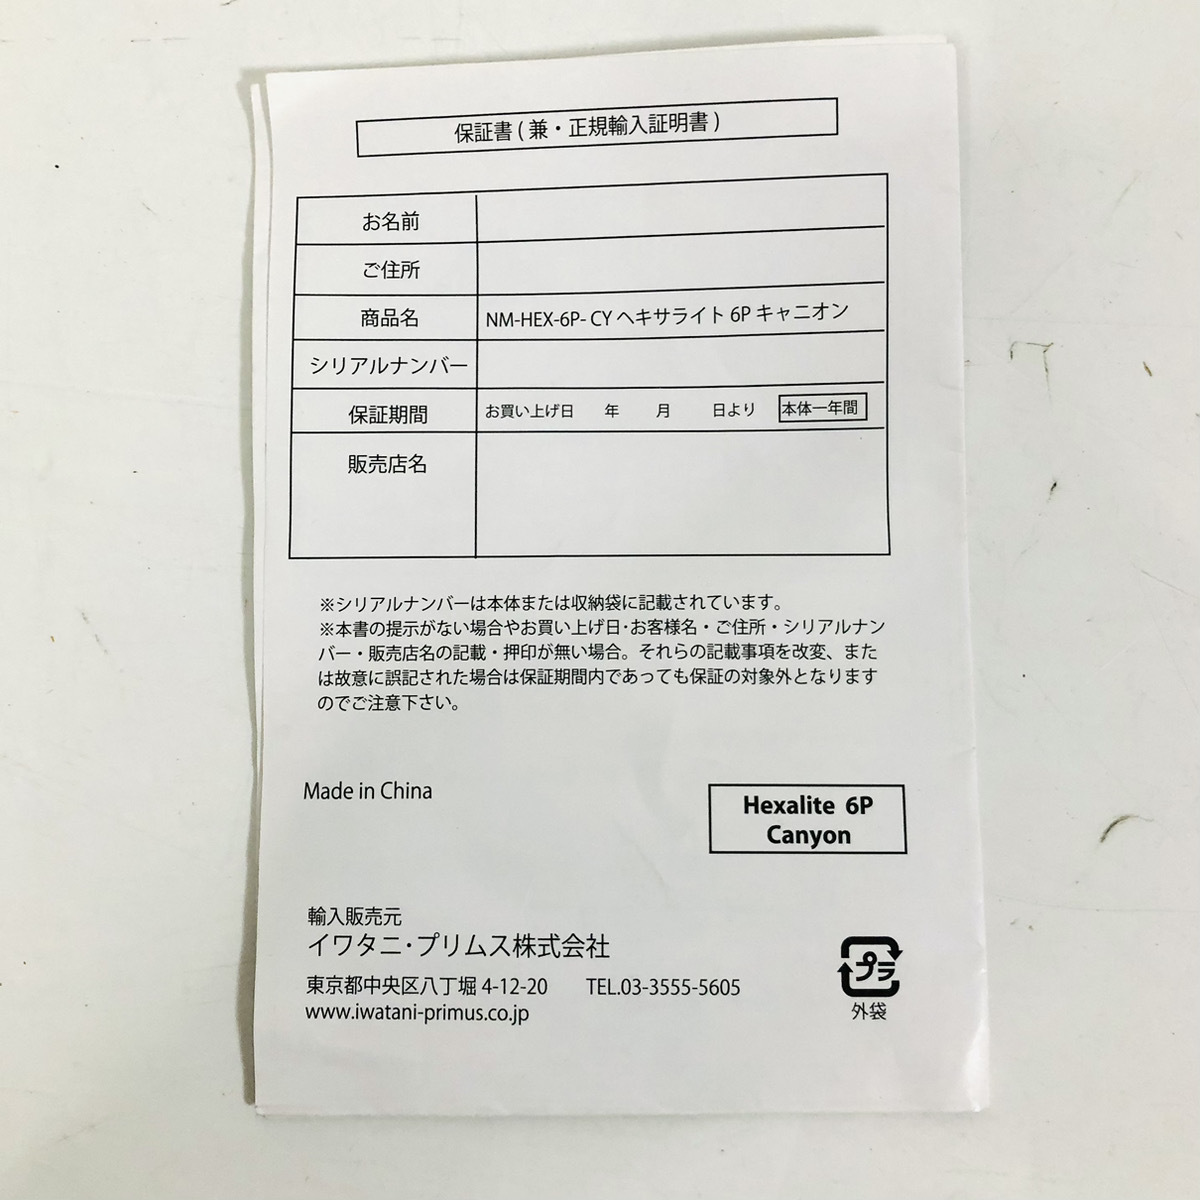 保証書 ( 兼・正規輸入証明書 )
お名前
ご住所
商品名 NM-HEX-6P- CY ヘキサライト 6P キャニオン
シリアルナンバー
保証期間 お買い上げ日 年 月 日より 本体一年間
販売店名
※シリアルナンバーは本体または収納袋に記載されています。
※本書の提示がない場合やお買い上げ日・お客様名・ご住所・シリアルナン
バー・販売店名の記載・押印が無い場合。それらの記載事項を改変、また
は故意に誤記された場合は保証期間内であっても保証の対象外となります
のでご注意下さい。
Made in China
Hexalite 6P
Canyon
輸入販売元
イワタニ・プリムス株式会社
東京都中央区八丁堀 4-12-20 TEL.03-3555-5605
www.iwatani-primus.co.jp
プラ
外袋